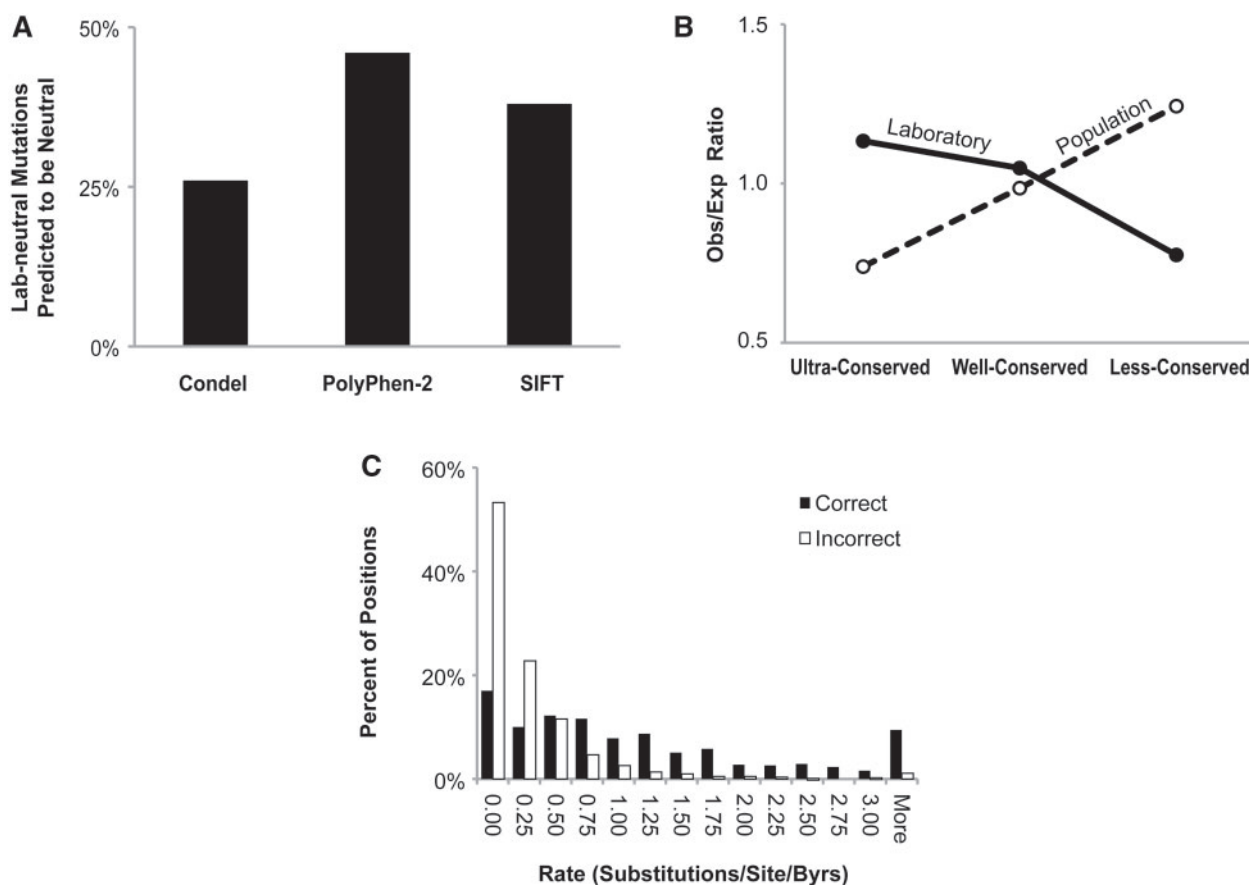 A
50%
25%
0%
Lab-neutral Mutations
Predicted to be Neutral
Condel PolyPhen-2 SIFT
B
1.5
1.0
0.5
Obs/Exp Ratio
Laboratory
Population
Ultra-Conserved Well-Conserved Less-Conserved
C
60%
40%
20%
0%
Percent of Positions
Correct
Incorrect
0.00 0.25 0.50 0.75 1.00 1.25 1.50 1.75 2.00 2.25 2.50 2.75 3.00 More
Rate (Substitutions/Site/Byrs)